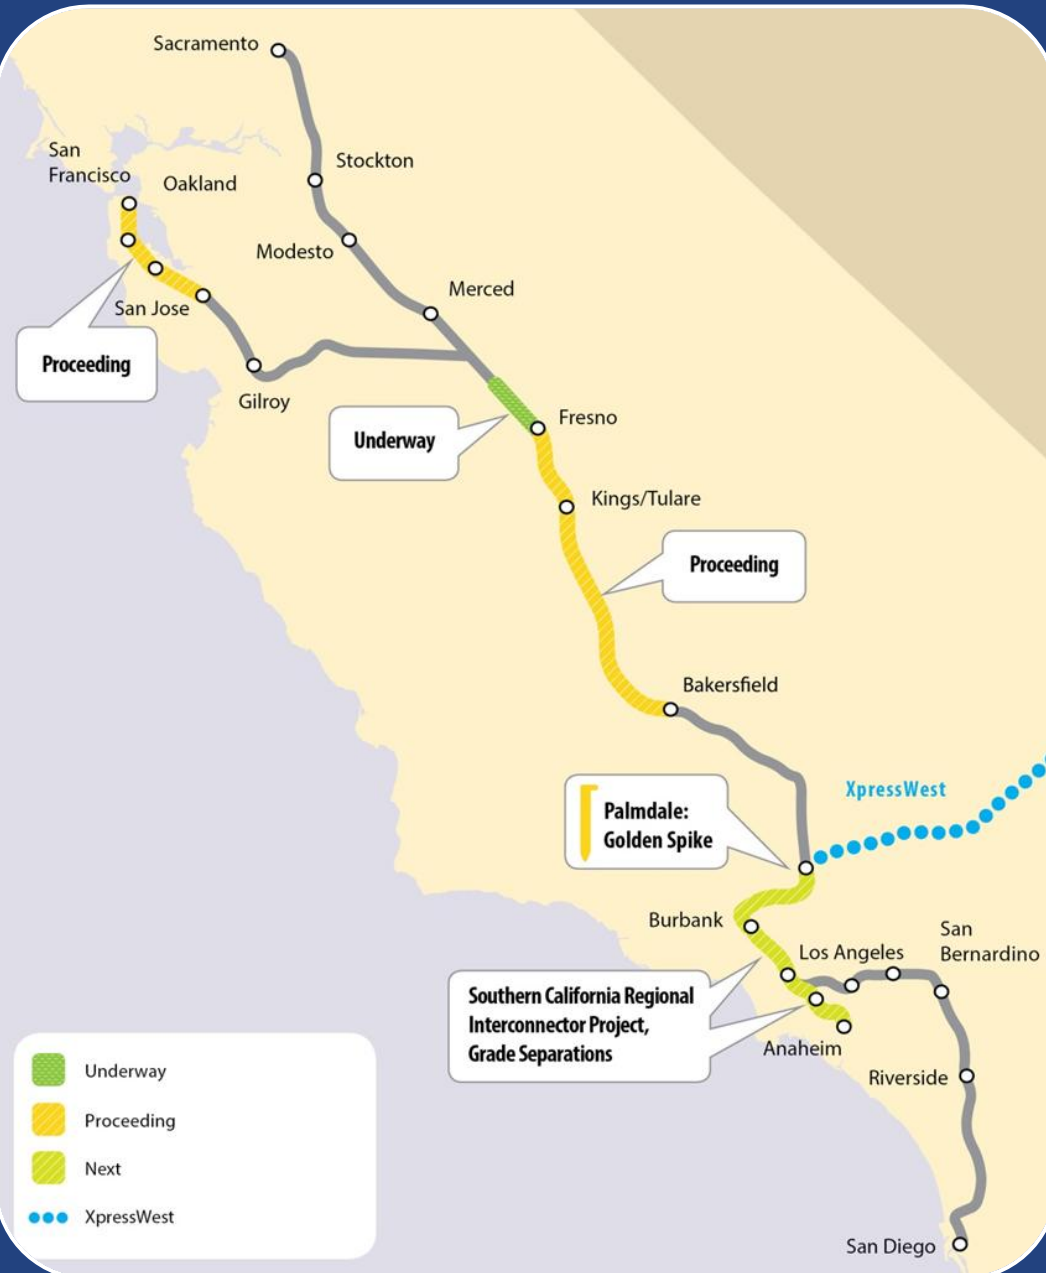 Sacramento
San
Francisco
Oakland
Stockton
Modesto
Merced
San Jose
Proceeding
Gilroy
Underway
Fresno
Kings/Tulare
Proceeding
Bakersfield
XpressWest
Palmdale:
Golden Spike
Burbank
Los Angeles
San
Bernardino
Southern California Regional
Interconnector Project,
Grade Separations
Anaheim
Riverside
San Diego
Underway
Proceeding
Next
XpressWest